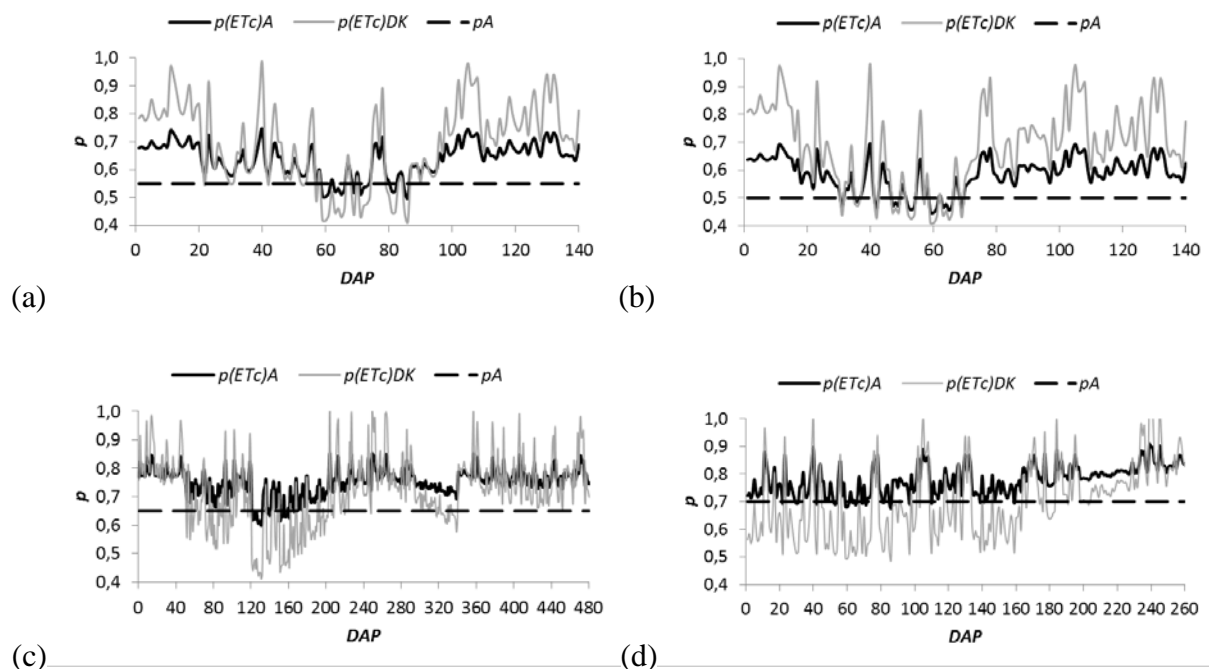 p(ETc)A p(ETc)DK pA
1,0
0,9
0,8
0,7
0,6
0,5
0,4
p
0 20 40 60 80 100 120 140
DAP
(a)
p(ETc)A p(ETc)DK pA
1,0
0,9
0,8
0,7
0,6
0,5
0,4
p
0 20 40 60 80 100 120 140
DAP
(b)
p(ETc)A p(ETc)DK pA
1,0
0,9
0,8
0,7
0,6
0,5
0,4
p
0 40 80 120 160 200 240 280 320 360 400 440 480
DAP
(c)
p(ETc)A p(ETc)DK pA
1,0
0,9
0,8
0,7
0,6
0,5
0,4
p
0 20 40 60 80 100 120 140 160 180 200 220 240 260
DAP
(d)